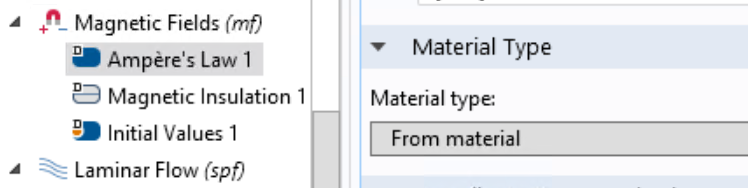 Magnetic Fields (mf)
Ampère's Law 1
Magnetic Insulation 1
Initial Values 1
Laminar Flow (spf)
Material Type
Material type:
From material